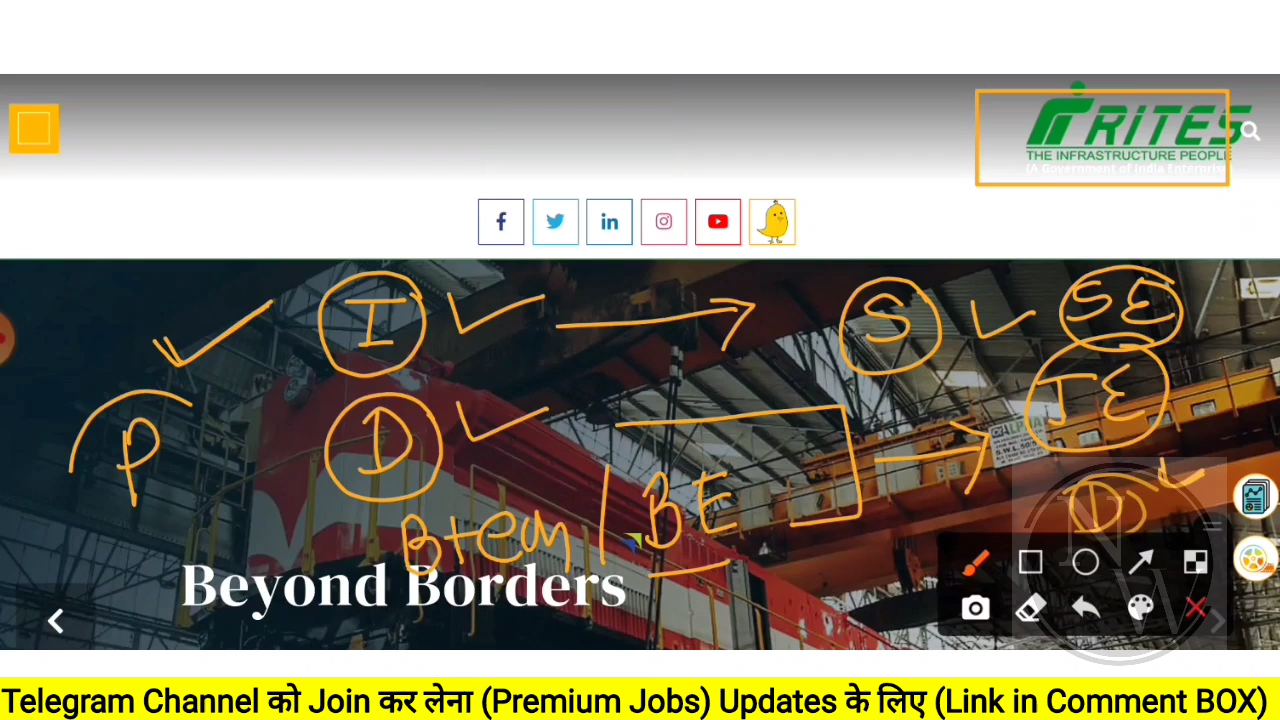 RITES
THE INFRASTRUCTURE PEOPLE
(A Government of India Enterprise)
I S SE
P D JE
D
BE
Beyond Borders
Telegram Channel को Join कर लेना (Premium Jobs) Updates के लिए (Link in Comment BOX)